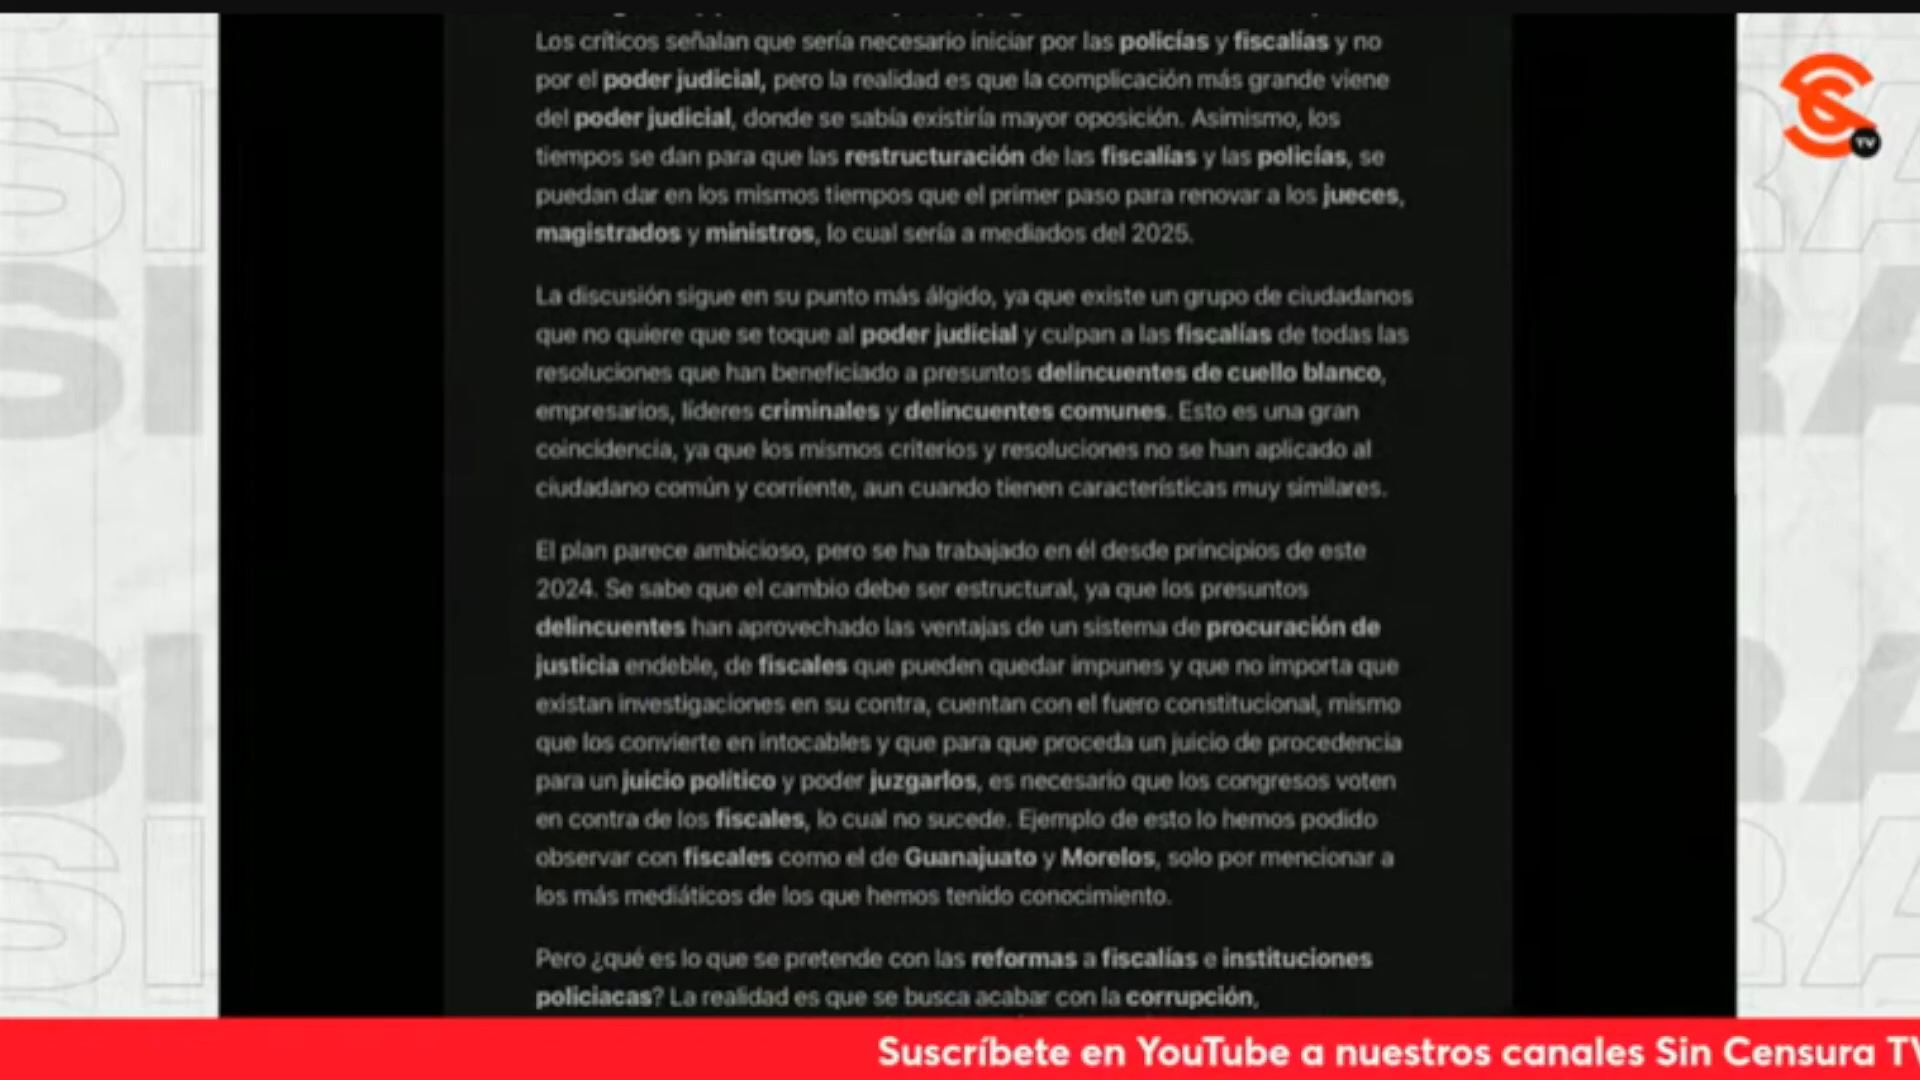 Los críticos señalan que sería necesario iniciar por las policías y fiscalías y no
por el poder judicial, pero la realidad es que la complicación más grande viene
del poder judicial, donde se sabía existiría mayor oposición. Asimismo, los
tiempos se dan para que las restructuración de las fiscalías y las policías, se
puedan dar en los mismos tiempos que el primer paso para renovar a los jueces,
magistrados y ministros, lo cual sería a mediados del 2025.
La discusión sigue en su punto más álgido, ya que existe un grupo de ciudadanos
que no quiere que se toque al poder judicial y culpan a las fiscalías de todas las
resoluciones que han beneficiado a presuntos delincuentes de cuello blanco,
empresarios, líderes criminales y delincuentes comunes. Esto es una gran
coincidencia, ya que los mismos criterios y resoluciones no se han aplicado al
ciudadano común y corriente, aun cuando tienen características muy similares.
El plan parece ambicioso, pero se ha trabajado en él desde principios de este
2024. Se sabe que el cambio debe ser estructural, ya que los presuntos
delincuentes han aprovechado las ventajas de un sistema de procuración de
justicia endeble, de fiscales que pueden quedar impunes y que no importa que
existan investigaciones en su contra, cuentan con el fuero constitucional, mismo
que los convierte en intocables y que para que proceda un juicio de procedencia
para un juicio político y poder juzgarlos, es necesario que los congresos voten
en contra de los fiscales, lo cual no sucede. Ejemplo de esto lo hemos podido
observar con fiscales como el de Guanajuato y Morelos, solo por mencionar a
los más mediáticos de los que hemos tenido conocimiento.
Pero ¿qué es lo que se pretende con las reformas a fiscalías e instituciones
policiacas? La realidad es que se busca acabar con la corrupción,
TV
Suscríbete en YouTube a nuestros canales Sin Censura TV